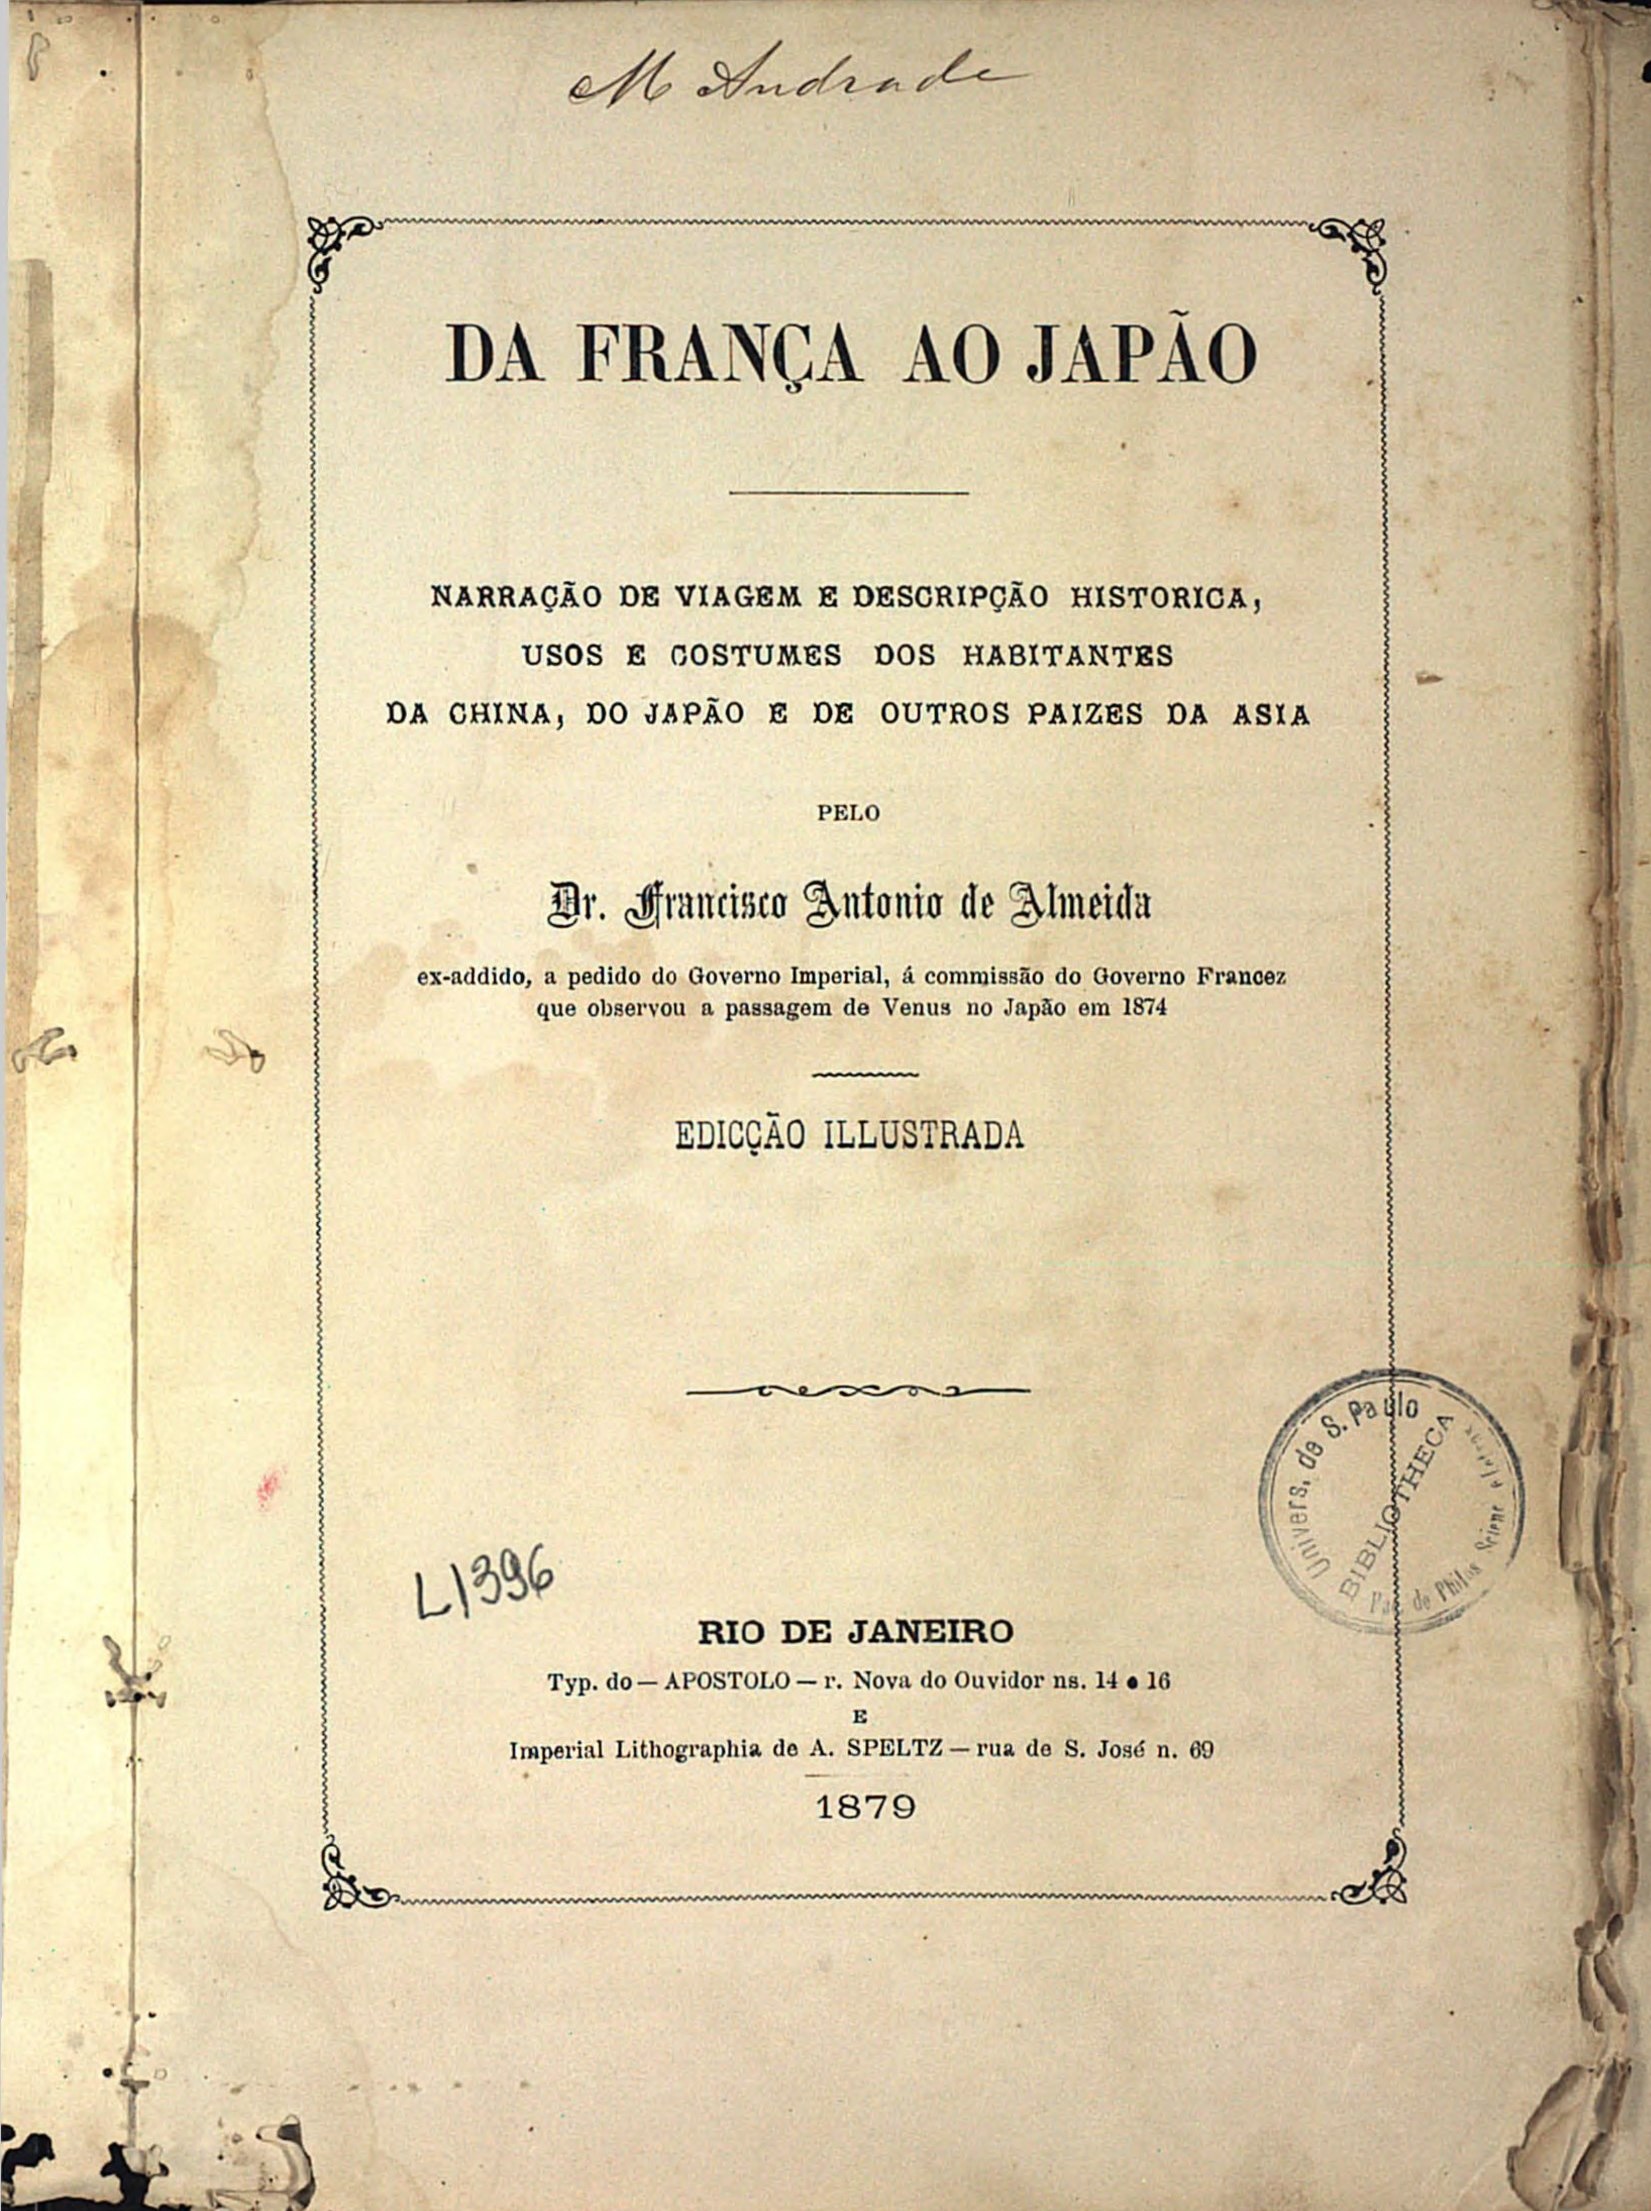 M Andrade
DA FRANÇA AO JAPÃO
NARRAÇÃO DE VIAGEM E DESCRIPÇÃO HISTORICA,
USOS E COSTUMES DOS HABITANTES
DA CHINA, DO JAPÃO E DE OUTROS PAIZES DA ASIA
PELO
Dr. Francisco Antonio de Almeida
ex-addido, a pedido do Governo Imperial, á commissão do Governo Francez
que observou a passagem de Venus no Japão em 1874
EDICÇÃO ILLUSTRADA
Univers. de S. Paulo
BIBLIOTHECA
Fac. de Philos
L1396
RIO DE JANEIRO
Typ. do — APOSTOLO — r. Nova do Ouvidor ns. 14 e 16
E
Imperial Lithographia de A. SPELTZ — rua de S. José n. 69
1879